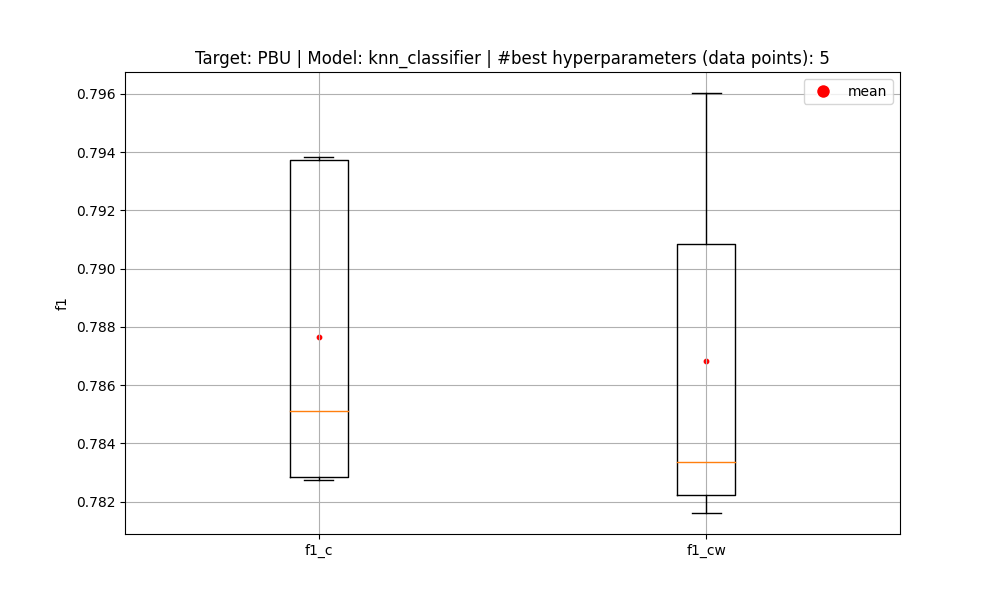 Target: PBU | Model: knn_classifier | #best hyperparameters (data points): 5
mean
0.796
0.794
0.792
0.790
0.788
0.786
0.784
0.782
f1
f1_c
f1_cw